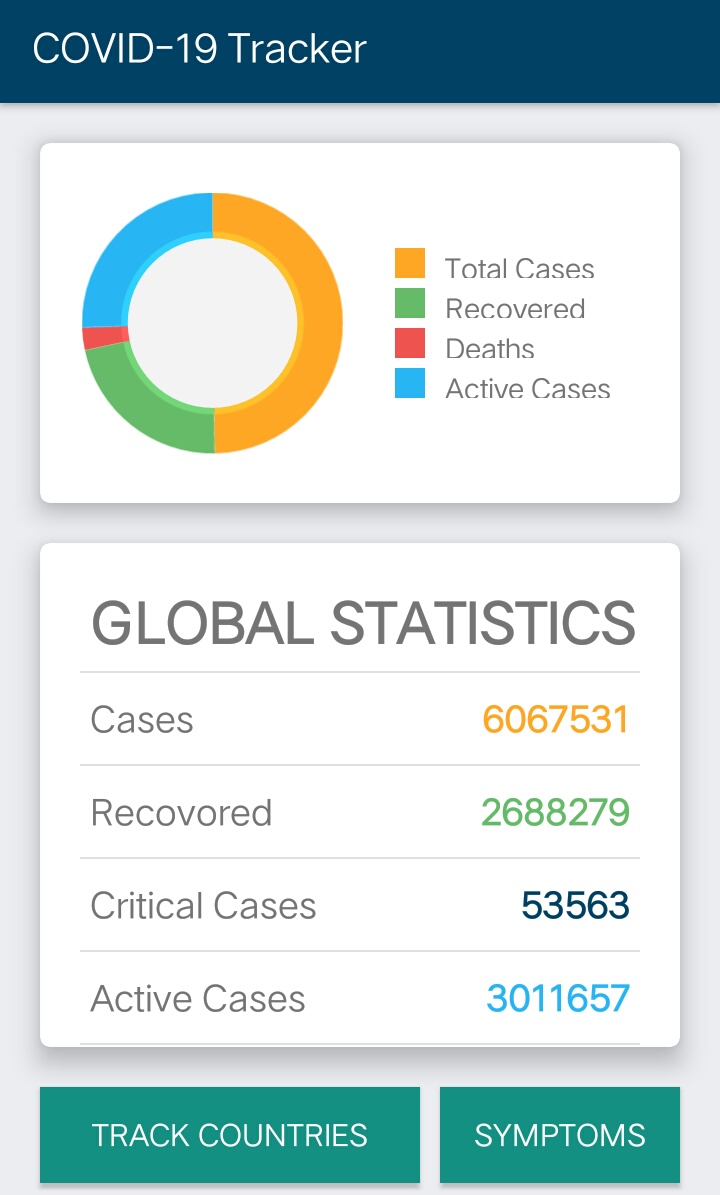 COVID-19 Tracker
Total Cases
Recovered
Deaths
Active Cases
GLOBAL STATISTICS
Cases 6067531
Recovored 2688279
Critical Cases 53563
Active Cases 3011657
TRACK COUNTRIES SYMPTOMS